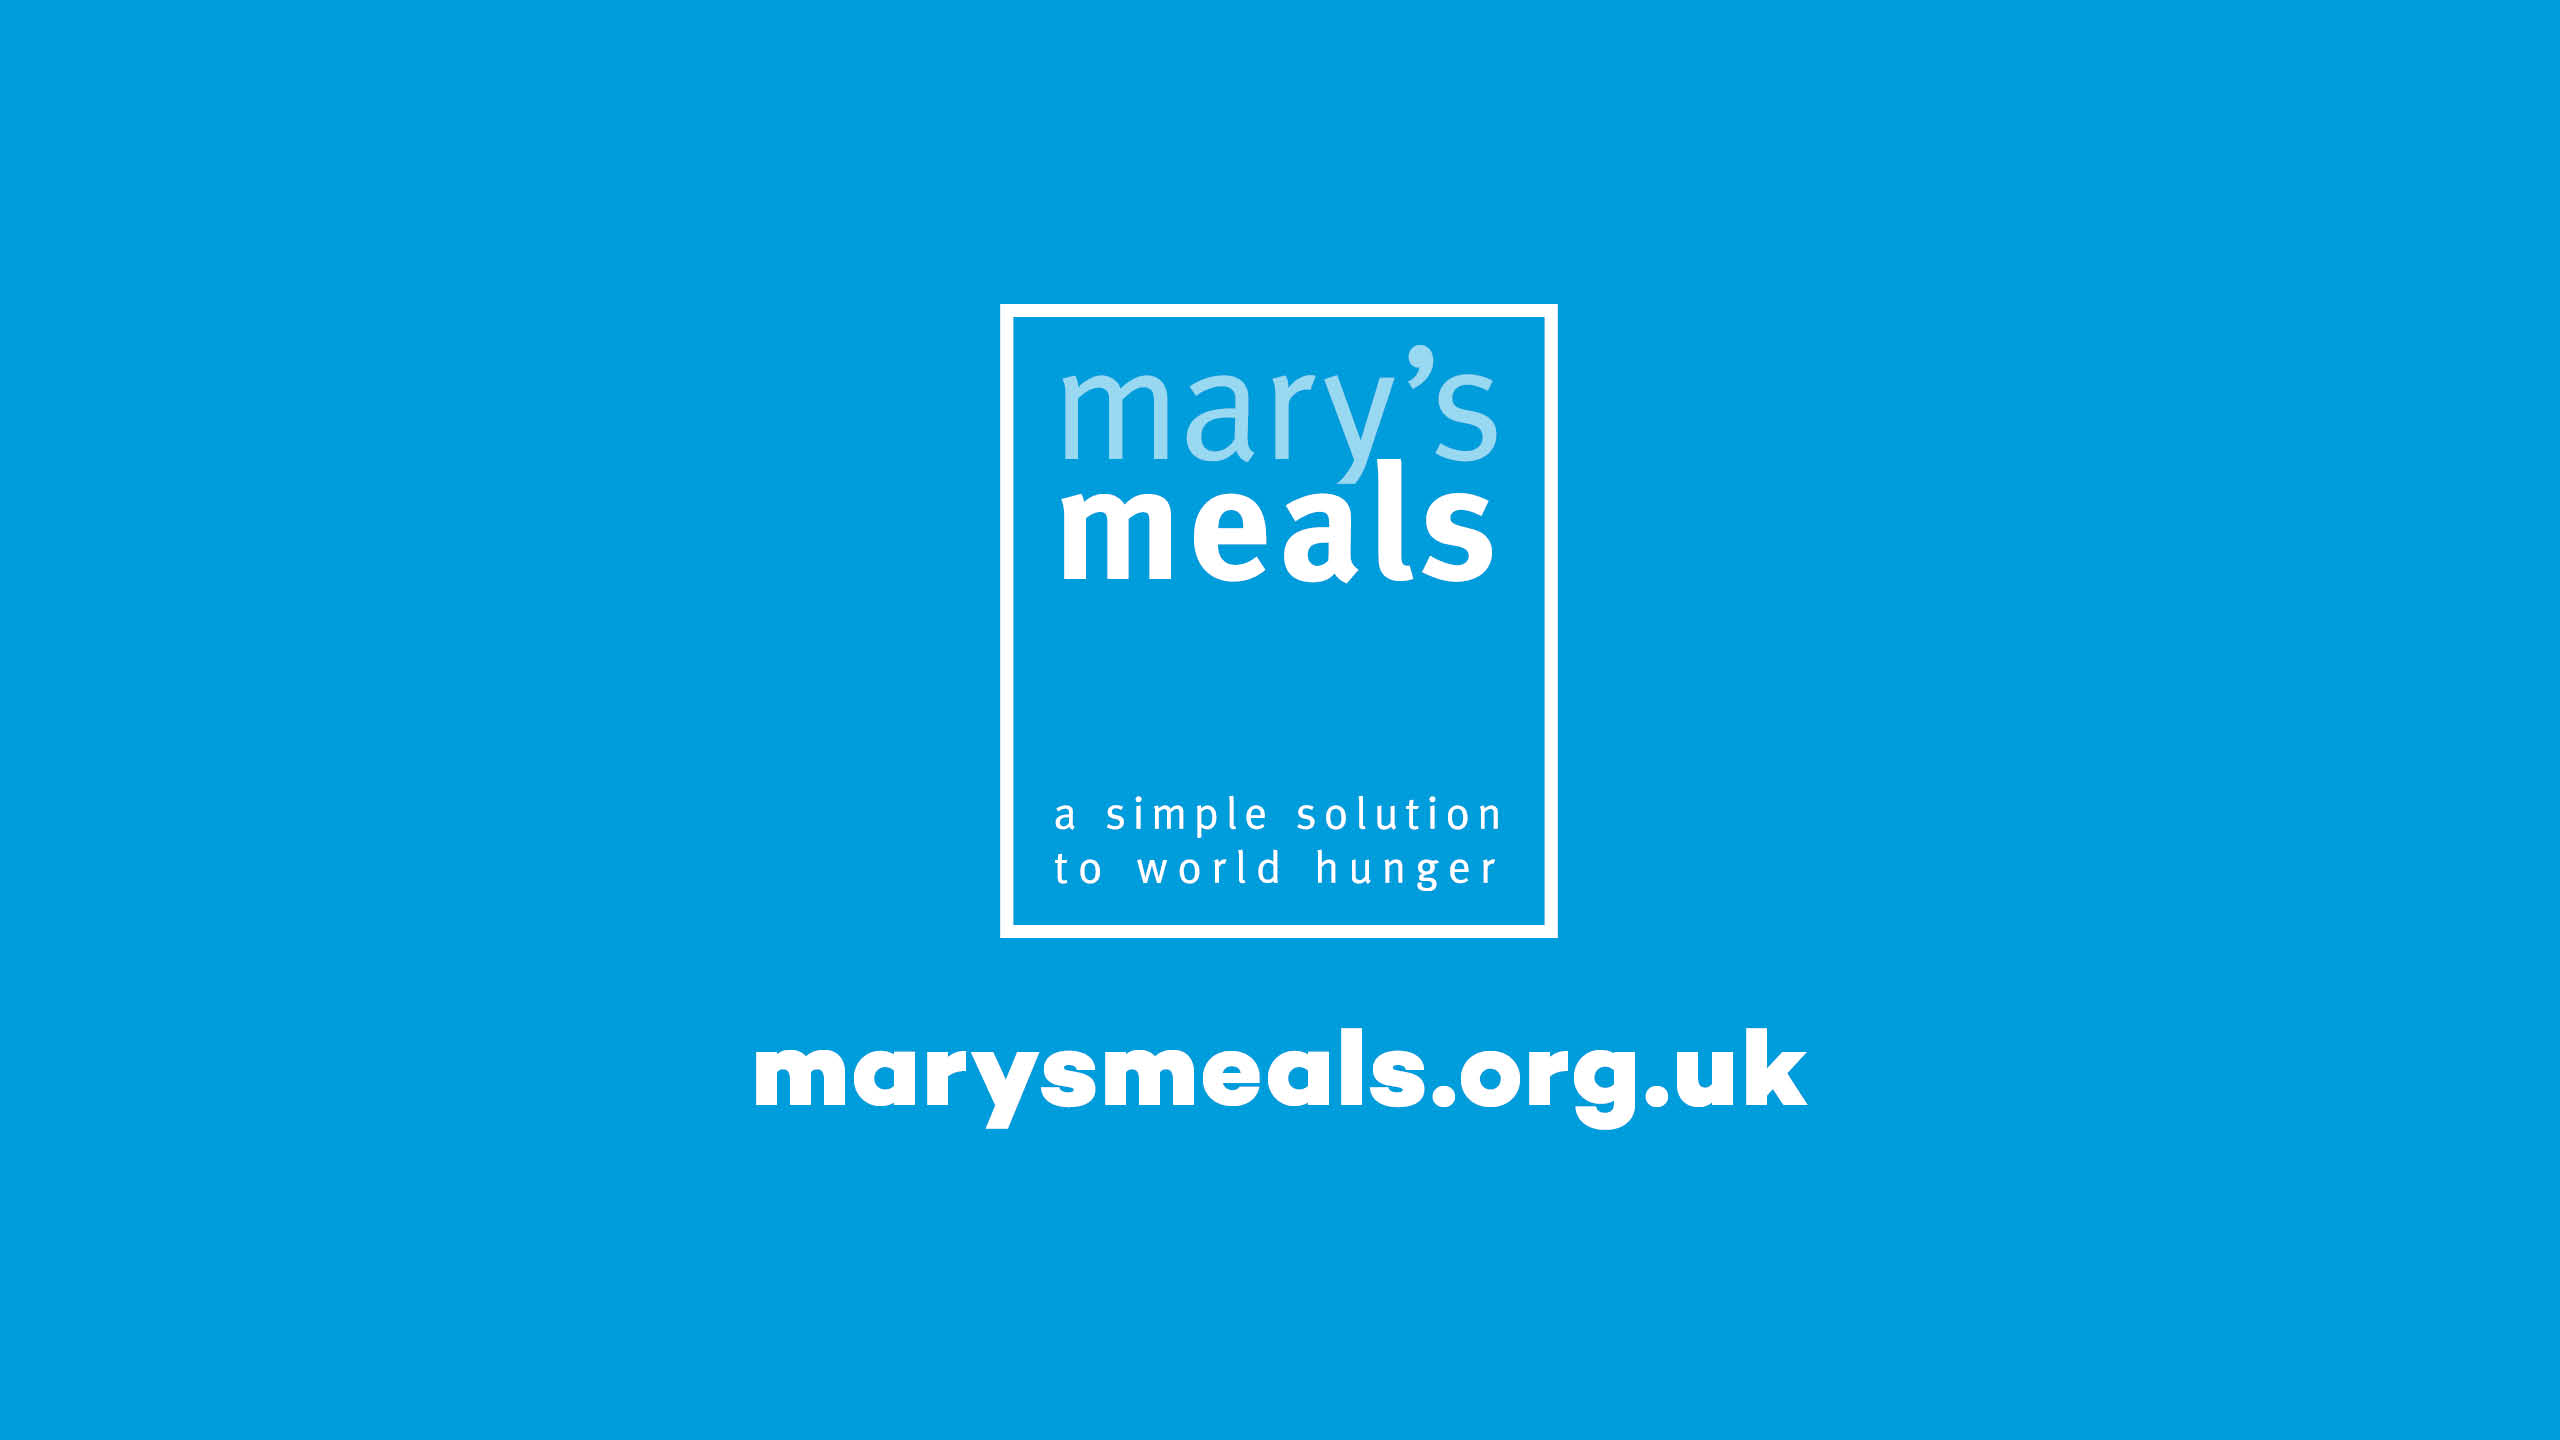 mary’s
meals
a simple solution
to world hunger
marysmeals.org.uk